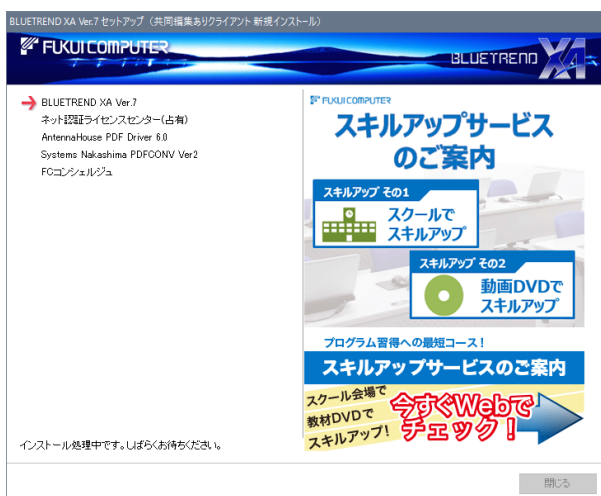 BLUETREND XA Ver.7 セットアップ（共同編集ありクライアント 新規インストール）
FUKUI COMPUTER
BLUETREND XA
BLUETREND XA Ver.7
ネット認証ライセンスセンター(占有)
AntennaHouse PDF Driver 6.0
Systems Nakashima PDFCONV Ver2
FCコンシェルジュ
インストール処理中です。しばらくお待ちください。
FUKUI COMPUTER
スキルアップサービス
のご案内
スキルアップ その1
スクールで
スキルアップ
スキルアップ その2
動画DVDで
スキルアップ
プログラム習得への最短コース！
スキルアップサービスのご案内
スクール会場で
教材DVDで
スキルアップ!
今すぐWebで
チェック！
閉じる